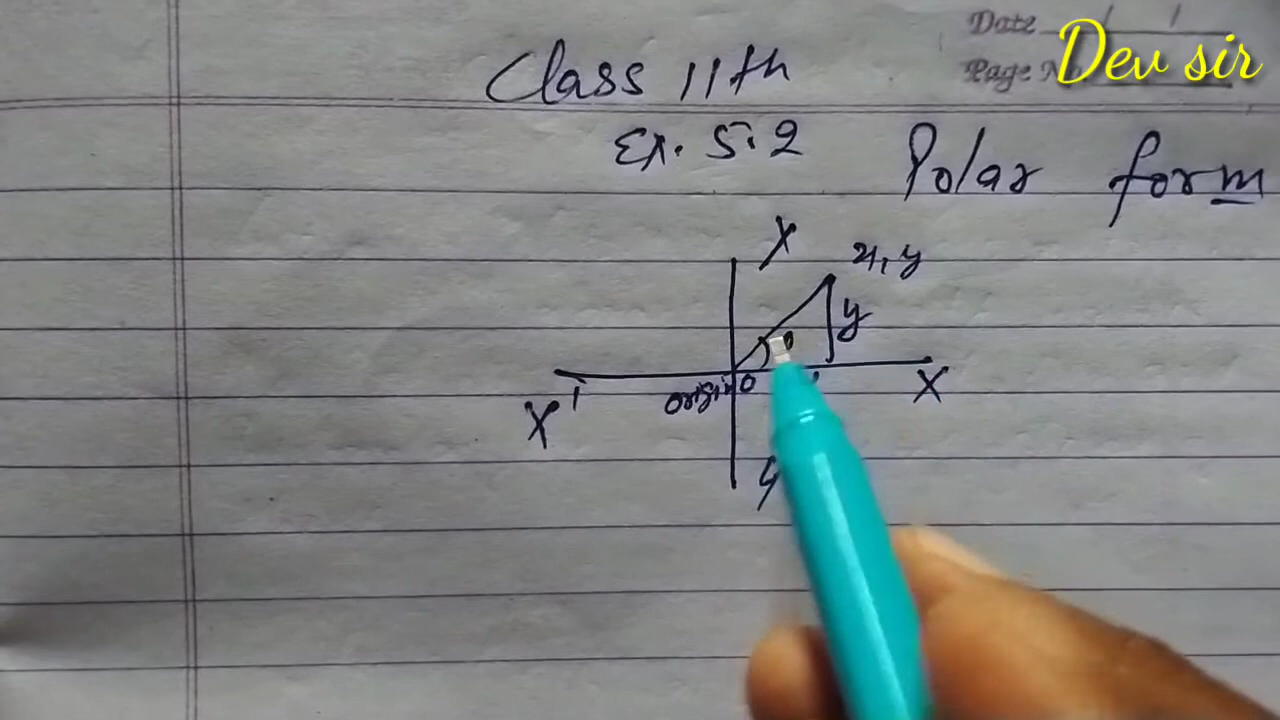 Date / /
Dev sir
Page N
Class 11th
Ex. 5.2 Polar form
X
x, y
y
θ
origin O
X' X